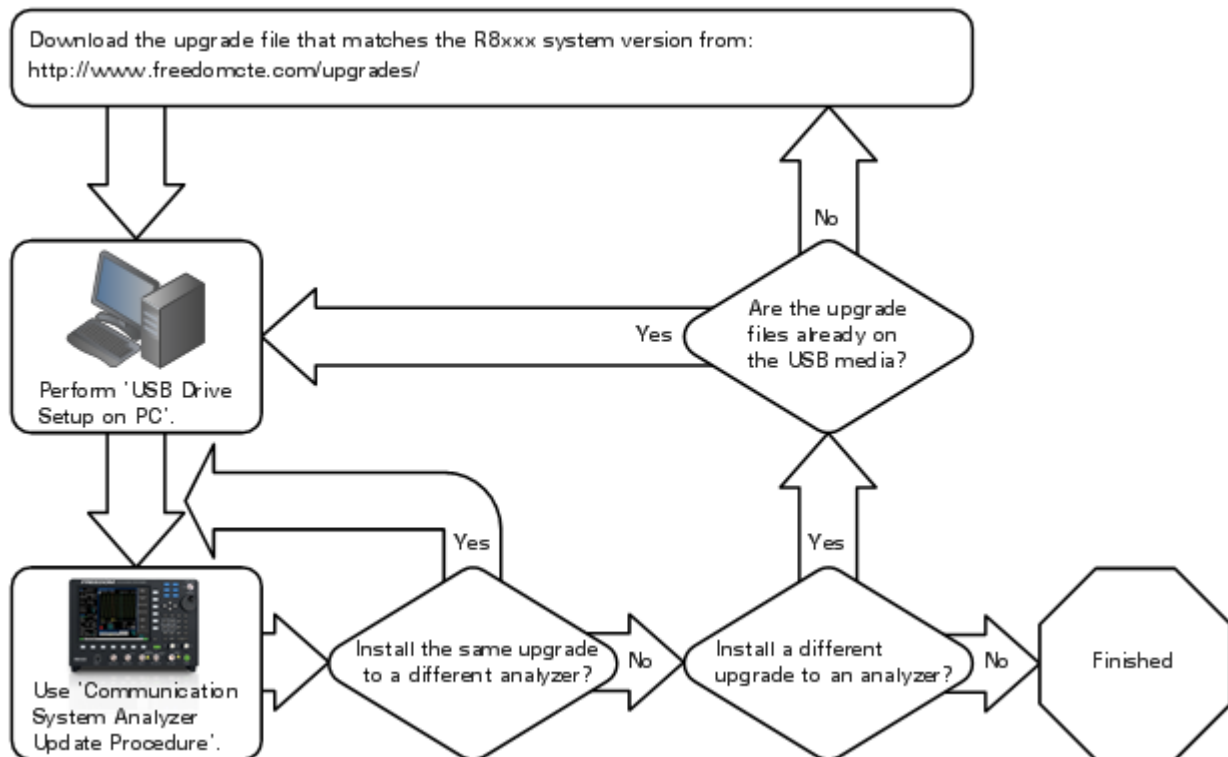 Download the upgrade file that matches the R8xxx system version from:
http://www.freedomcte.com/upgrades/
No
Are the upgrade
files already on
the USB media?
Yes
Perform 'USB Drive
Setup on PC'.
Yes
Yes
Install the same upgrade
to a different analyzer?
No
Install a different
upgrade to an analyzer?
No
Finished
Use 'Communication
System Analyzer
Update Procedure'.